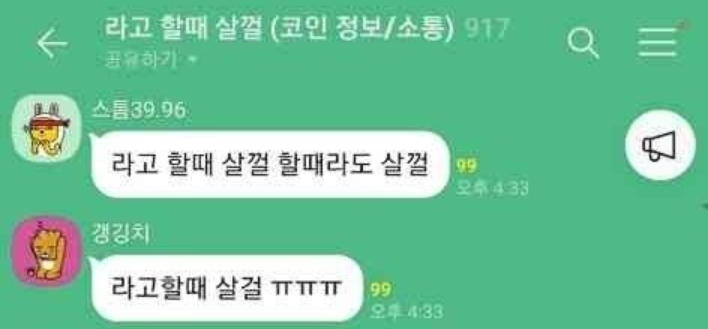 라고 할때 살껄 (코인 정보/소통) 917
공유하기
스톰39.96
라고 할때 살껄 할때라도 살껄
99
오후 4:33
갱깅치
라고할때 살걸 ㅠㅠㅠ
99
오후 4:33